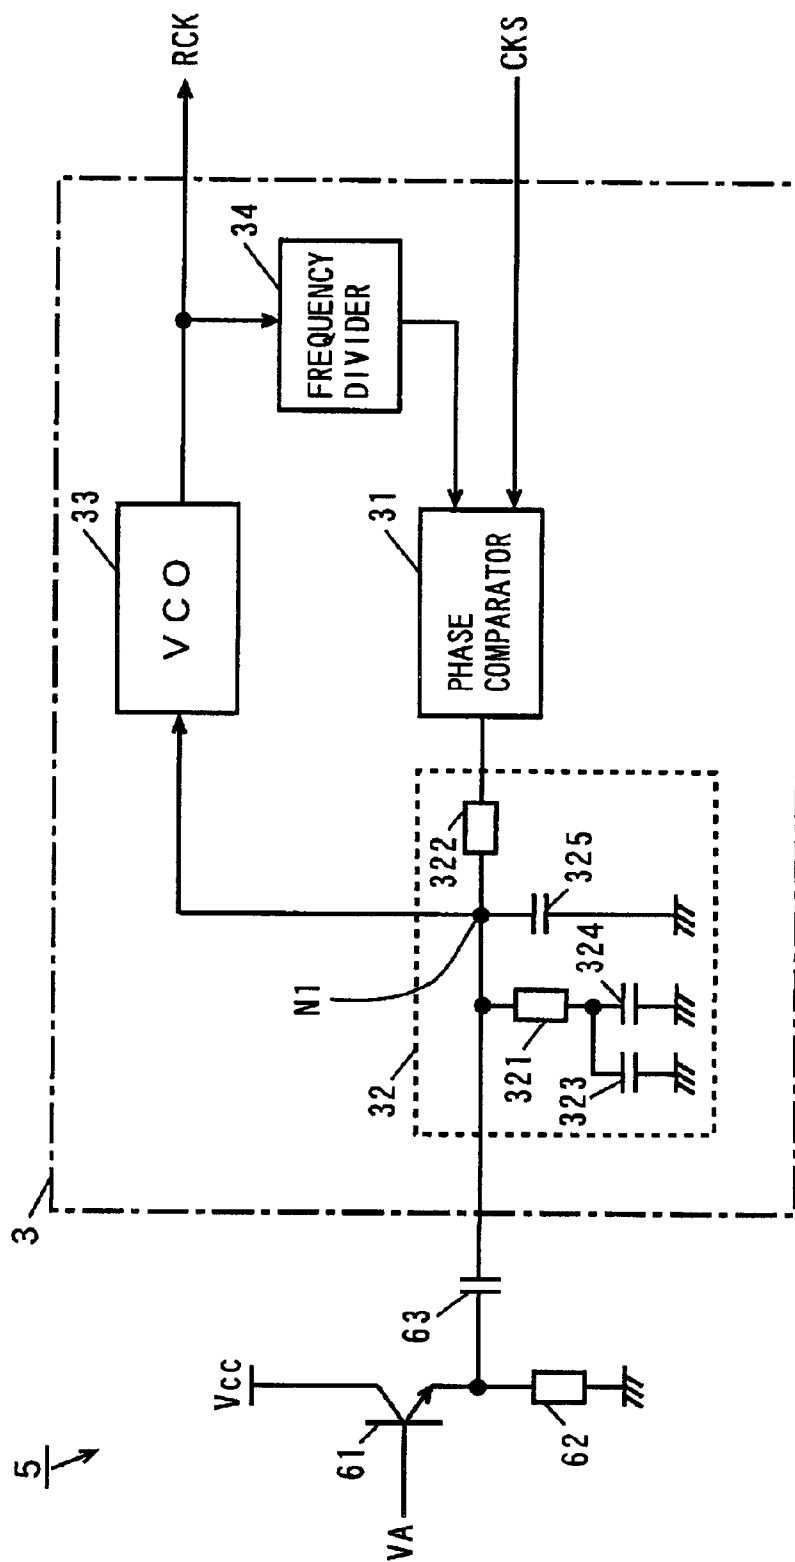 5
3
RCK
33
34
VCO
FREQUENCY
DIVIDER
CKS
Vcc
N1
31
32
322
PHASE
COMPARATOR
VA
61
63
321
325
323
324
62